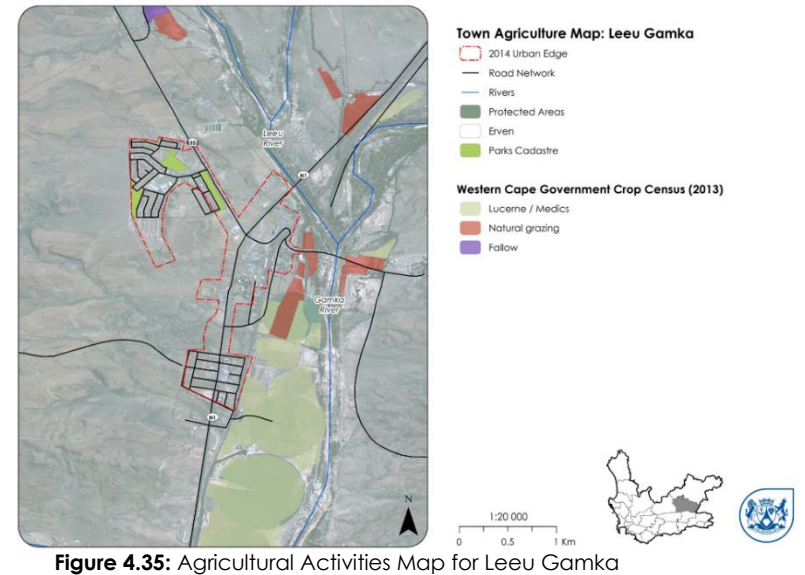 Town Agriculture Map: Leeu Gamka
2014 Urban Edge
Road Network
Rivers
Protected Areas
Erven
Parks Cadastre
Western Cape Government Crop Census (2013)
Lucerne / Medics
Natural grazing
Fallow
R35
Leeu
River
N1
Gamka
River
N1
N
1:20 000
0 0.5 1 Km
Figure 4.35: Agricultural Activities Map for Leeu Gamka